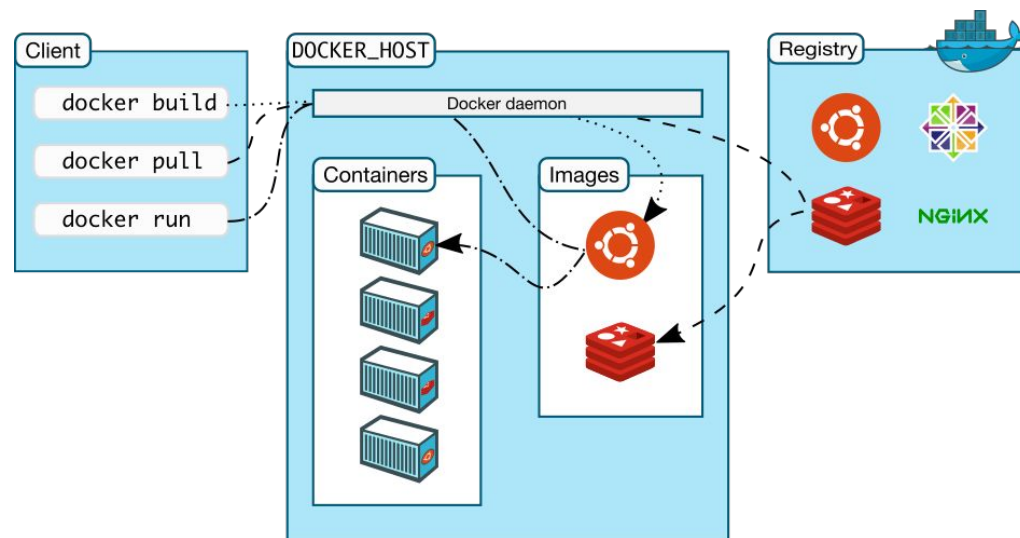 Client
docker build
docker pull
docker run
DOCKER_HOST
Docker daemon
Containers
Images
Registry
NGINX